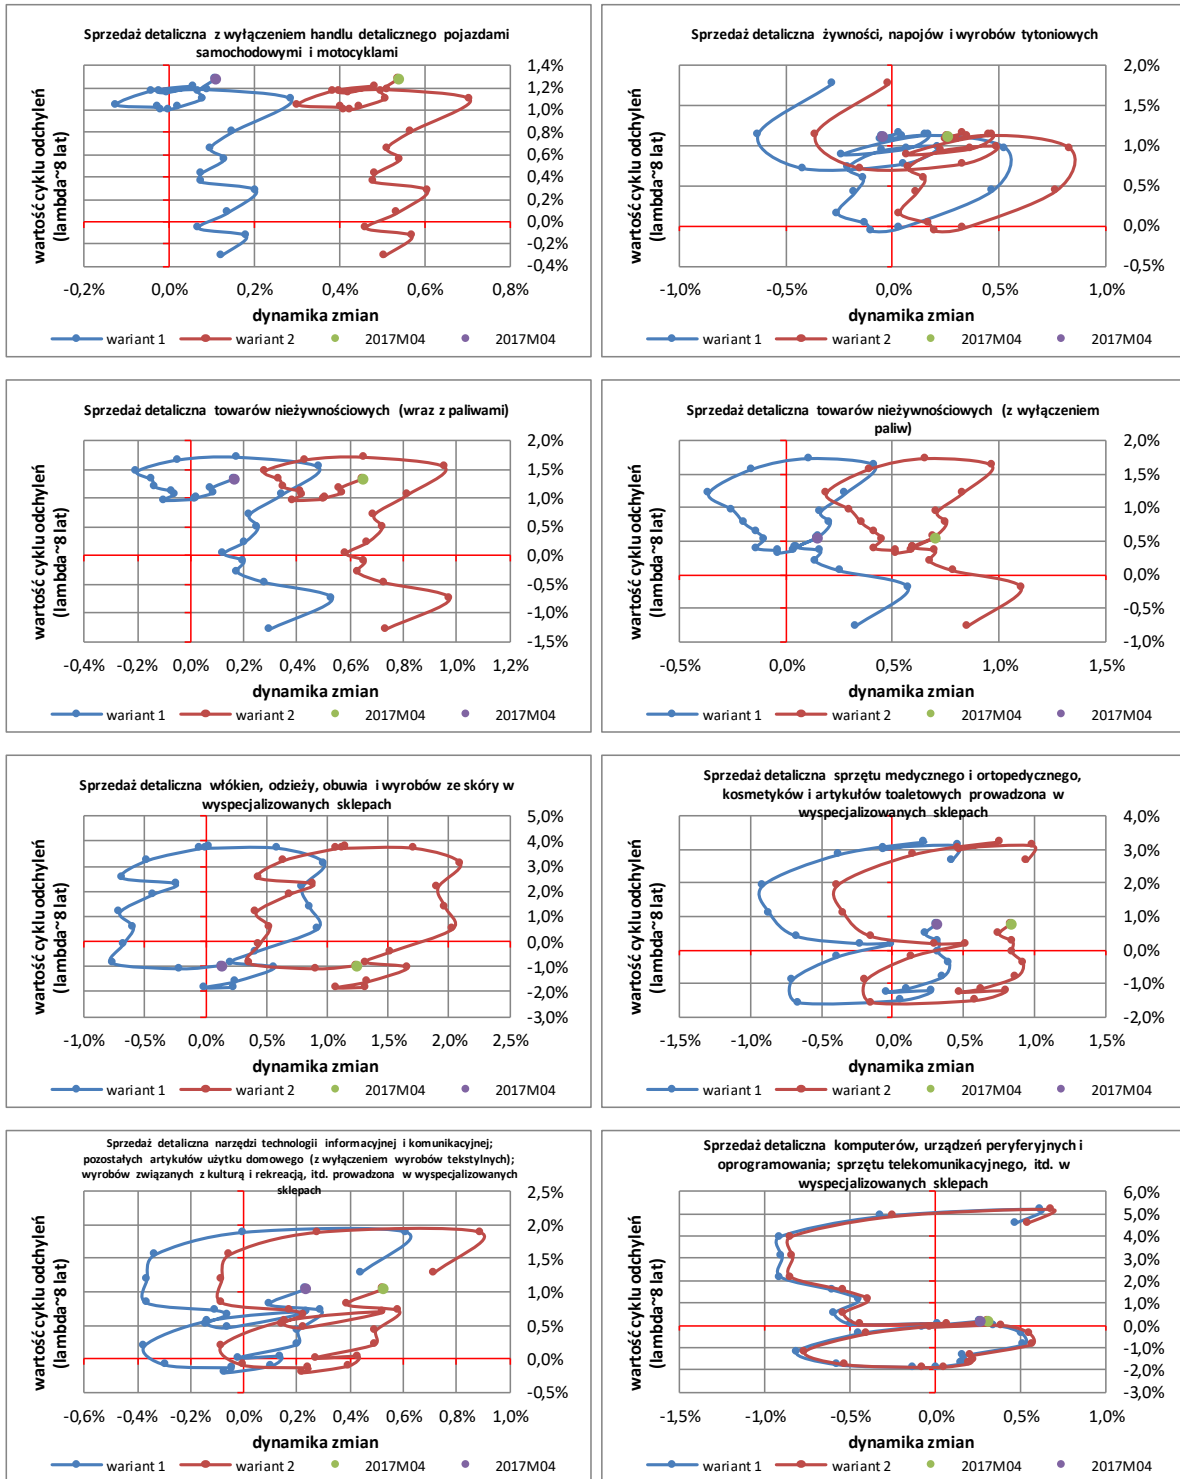 Sprzedaż detaliczna z wyłączeniem handlu detalicznego pojazdami
samochodowymi i motocyklami
wartość cyklu odchyleń
(lambda~8 lat)
1,4%
1,2%
1,0%
0,8%
0,6%
0,4%
0,2%
0,0%
-0,2%
-0,4%
-0,2% 0,0% 0,2% 0,4% 0,6% 0,8%
dynamika zmian
wariant 1 wariant 2 2017M04 2017M04
Sprzedaż detaliczna żywności, napojów i wyrobów tytoniowych
wartość cyklu odchyleń
(lambda~8 lat)
2,0%
1,5%
1,0%
0,5%
0,0%
-0,5%
-1,0% -0,5% 0,0% 0,5% 1,0%
dynamika zmian
wariant 1 wariant 2 2017M04 2017M04
Sprzedaż detaliczna towarów nieżywnościowych (wraz z paliwami)
wartość cyklu odchyleń
(lambda~8 lat)
2,0%
1,5%
1,0%
0,5%
0,0%
-0,5%
-1,0%
-1,5%
-0,4% -0,2% 0,0% 0,2% 0,4% 0,6% 0,8% 1,0% 1,2%
dynamika zmian
wariant 1 wariant 2 2017M04 2017M04
Sprzedaż detaliczna towarów nieżywnościowych (z wyłączeniem
paliw)
wartość cyklu odchyleń
(lambda~8 lat)
2,0%
1,5%
1,0%
0,5%
0,0%
-0,5%
-1,0%
-0,5% 0,0% 0,5% 1,0% 1,5%
dynamika zmian
wariant 1 wariant 2 2017M04 2017M04
Sprzedaż detaliczna włókien, odzieży, obuwia i wyrobów ze skóry w
wyspecjalizowanych sklepach
wartość cyklu odchyleń
(lambda~8 lat)
5,0%
4,0%
3,0%
2,0%
1,0%
0,0%
-1,0%
-2,0%
-3,0%
-1,0% -0,5% 0,0% 0,5% 1,0% 1,5% 2,0% 2,5%
dynamika zmian
wariant 1 wariant 2 2017M04 2017M04
Sprzedaż detaliczna sprzętu medycznego i ortopedycznego,
kosmetyków i artykułów toaletowych prowadzona w
wyspecjalizowanych sklepach
wartość cyklu odchyleń
(lambda~8 lat)
4,0%
3,0%
2,0%
1,0%
0,0%
-1,0%
-2,0%
-1,5% -1,0% -0,5% 0,0% 0,5% 1,0% 1,5%
dynamika zmian
wariant 1 wariant 2 2017M04 2017M04
Sprzedaż detaliczna narzędzi technologii informacyjnej i komunikacyjnej;
pozostałych artykułów użytku domowego (z wyłączeniem wyrobów tekstylnych);
wyrobów związanych z kulturą i rekreacją, itd. prowadzona w wyspecjalizowanych
sklepach
wartość cyklu odchyleń
(lambda~8 lat)
2,5%
2,0%
1,5%
1,0%
0,5%
0,0%
-0,5%
-0,6% -0,4% -0,2% 0,0% 0,2% 0,4% 0,6% 0,8% 1,0%
dynamika zmian
wariant 1 wariant 2 2017M04 2017M04
Sprzedaż detaliczna komputerów, urządzeń peryferyjnych i
oprogramowania; sprzętu telekomunikacyjnego, itd. w
wyspecjalizowanych sklepach
wartość cyklu odchyleń
(lambda~8 lat)
6,0%
5,0%
4,0%
3,0%
2,0%
1,0%
0,0%
-1,0%
-2,0%
-3,0%
-1,5% -1,0% -0,5% 0,0% 0,5% 1,0%
dynamika zmian
wariant 1 wariant 2 2017M04 2017M04